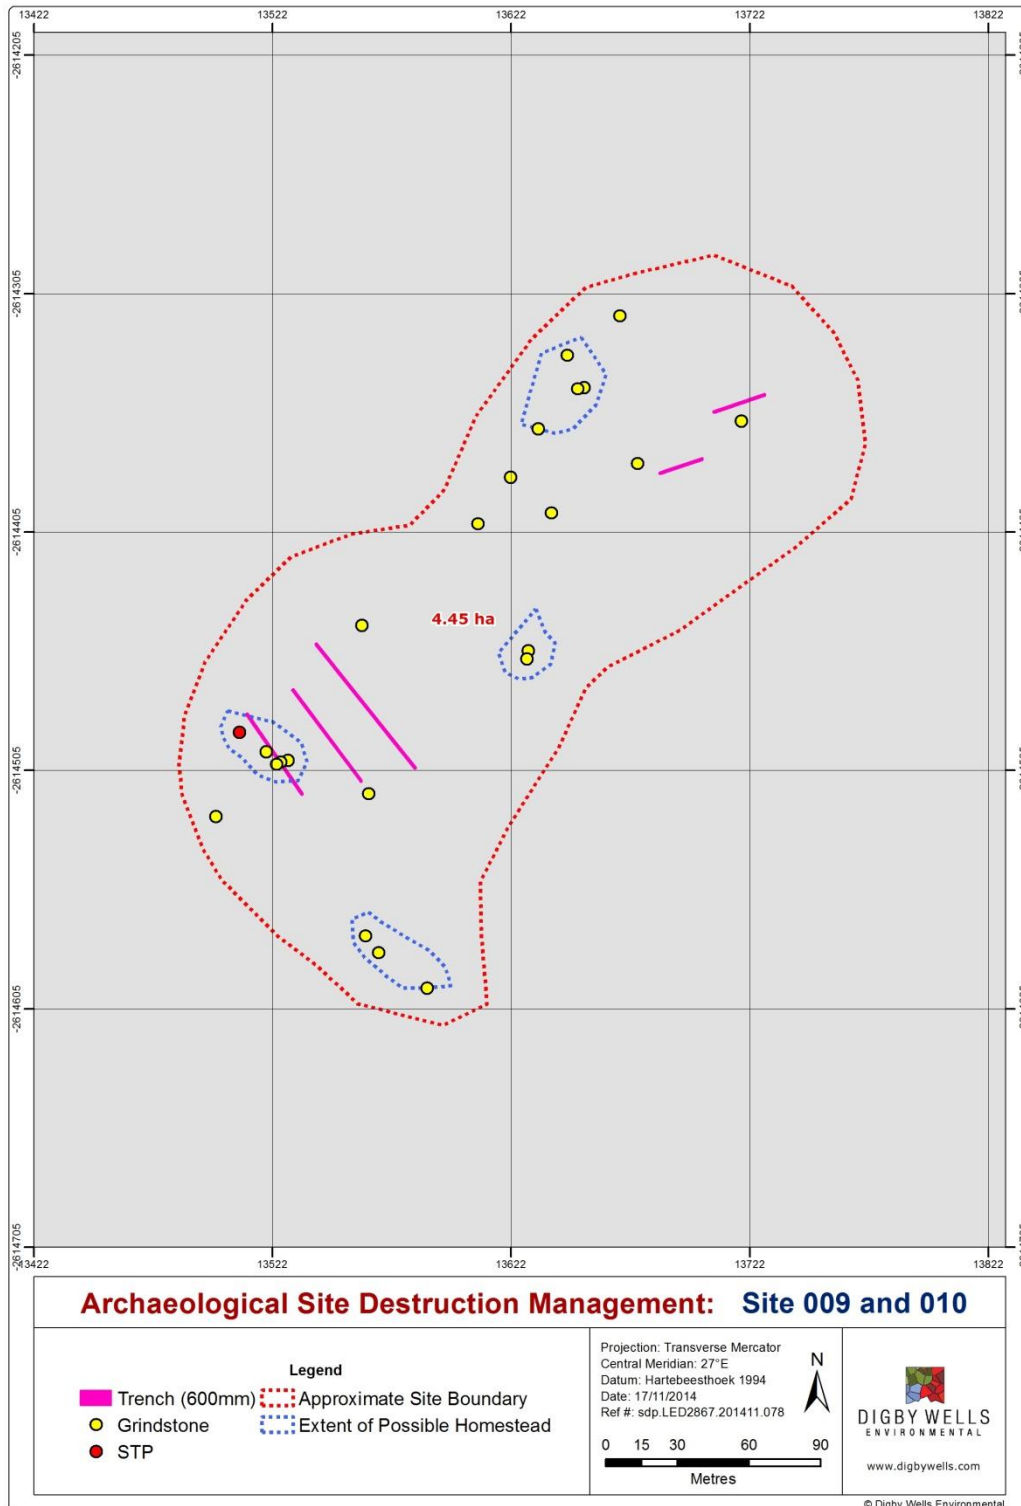 13422 13522 13622 13722 13822
-2614205
-2614305
-2614405
4.45 ha
-2614505
-2614605
-2614705
13422 13522 13622 13722 13822
Archaeological Site Destruction Management: Site 009 and 010
Legend
Trench (600mm) Approximate Site Boundary
Grindstone Extent of Possible Homestead
STP
Projection: Transverse Mercator
Central Meridian: 27°E
Datum: Hartebeesthoek 1994
Date: 17/11/2014
Ref #: sdp.LED2867.201411.078
N
0 15 30 60 90
Metres
DIGBY WELLS
ENVIRONMENTAL
www.digbywells.com
© Digby Wells Environmental